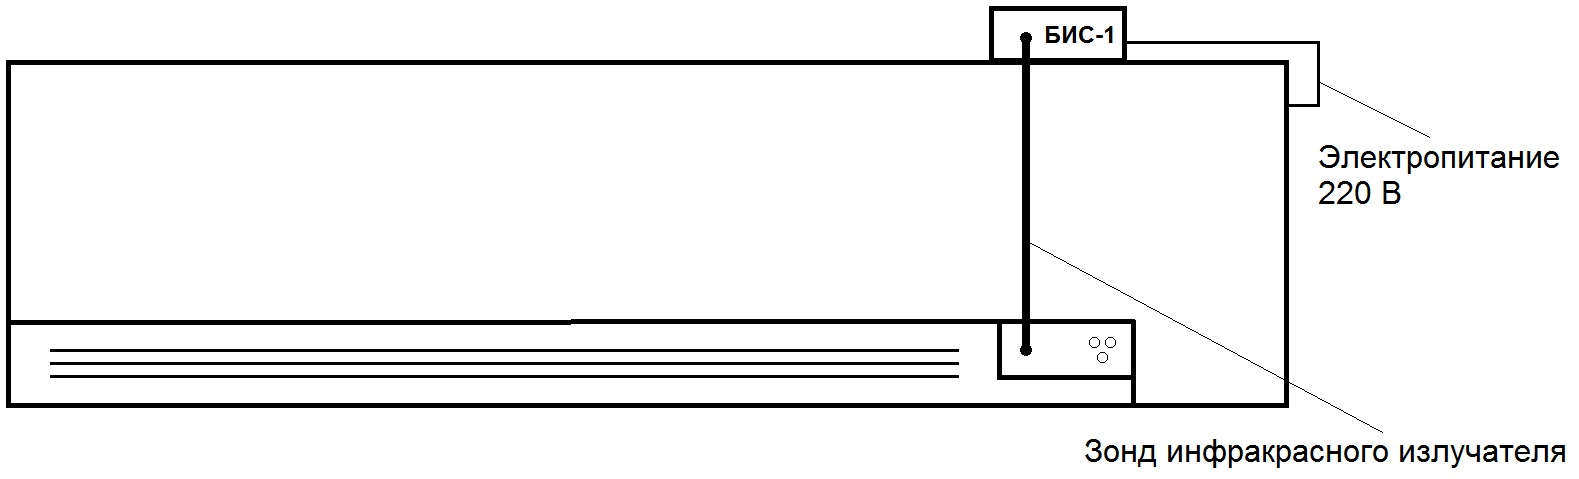 БИС-1
Электропитание
220 В
Зонд инфракрасного излучателя